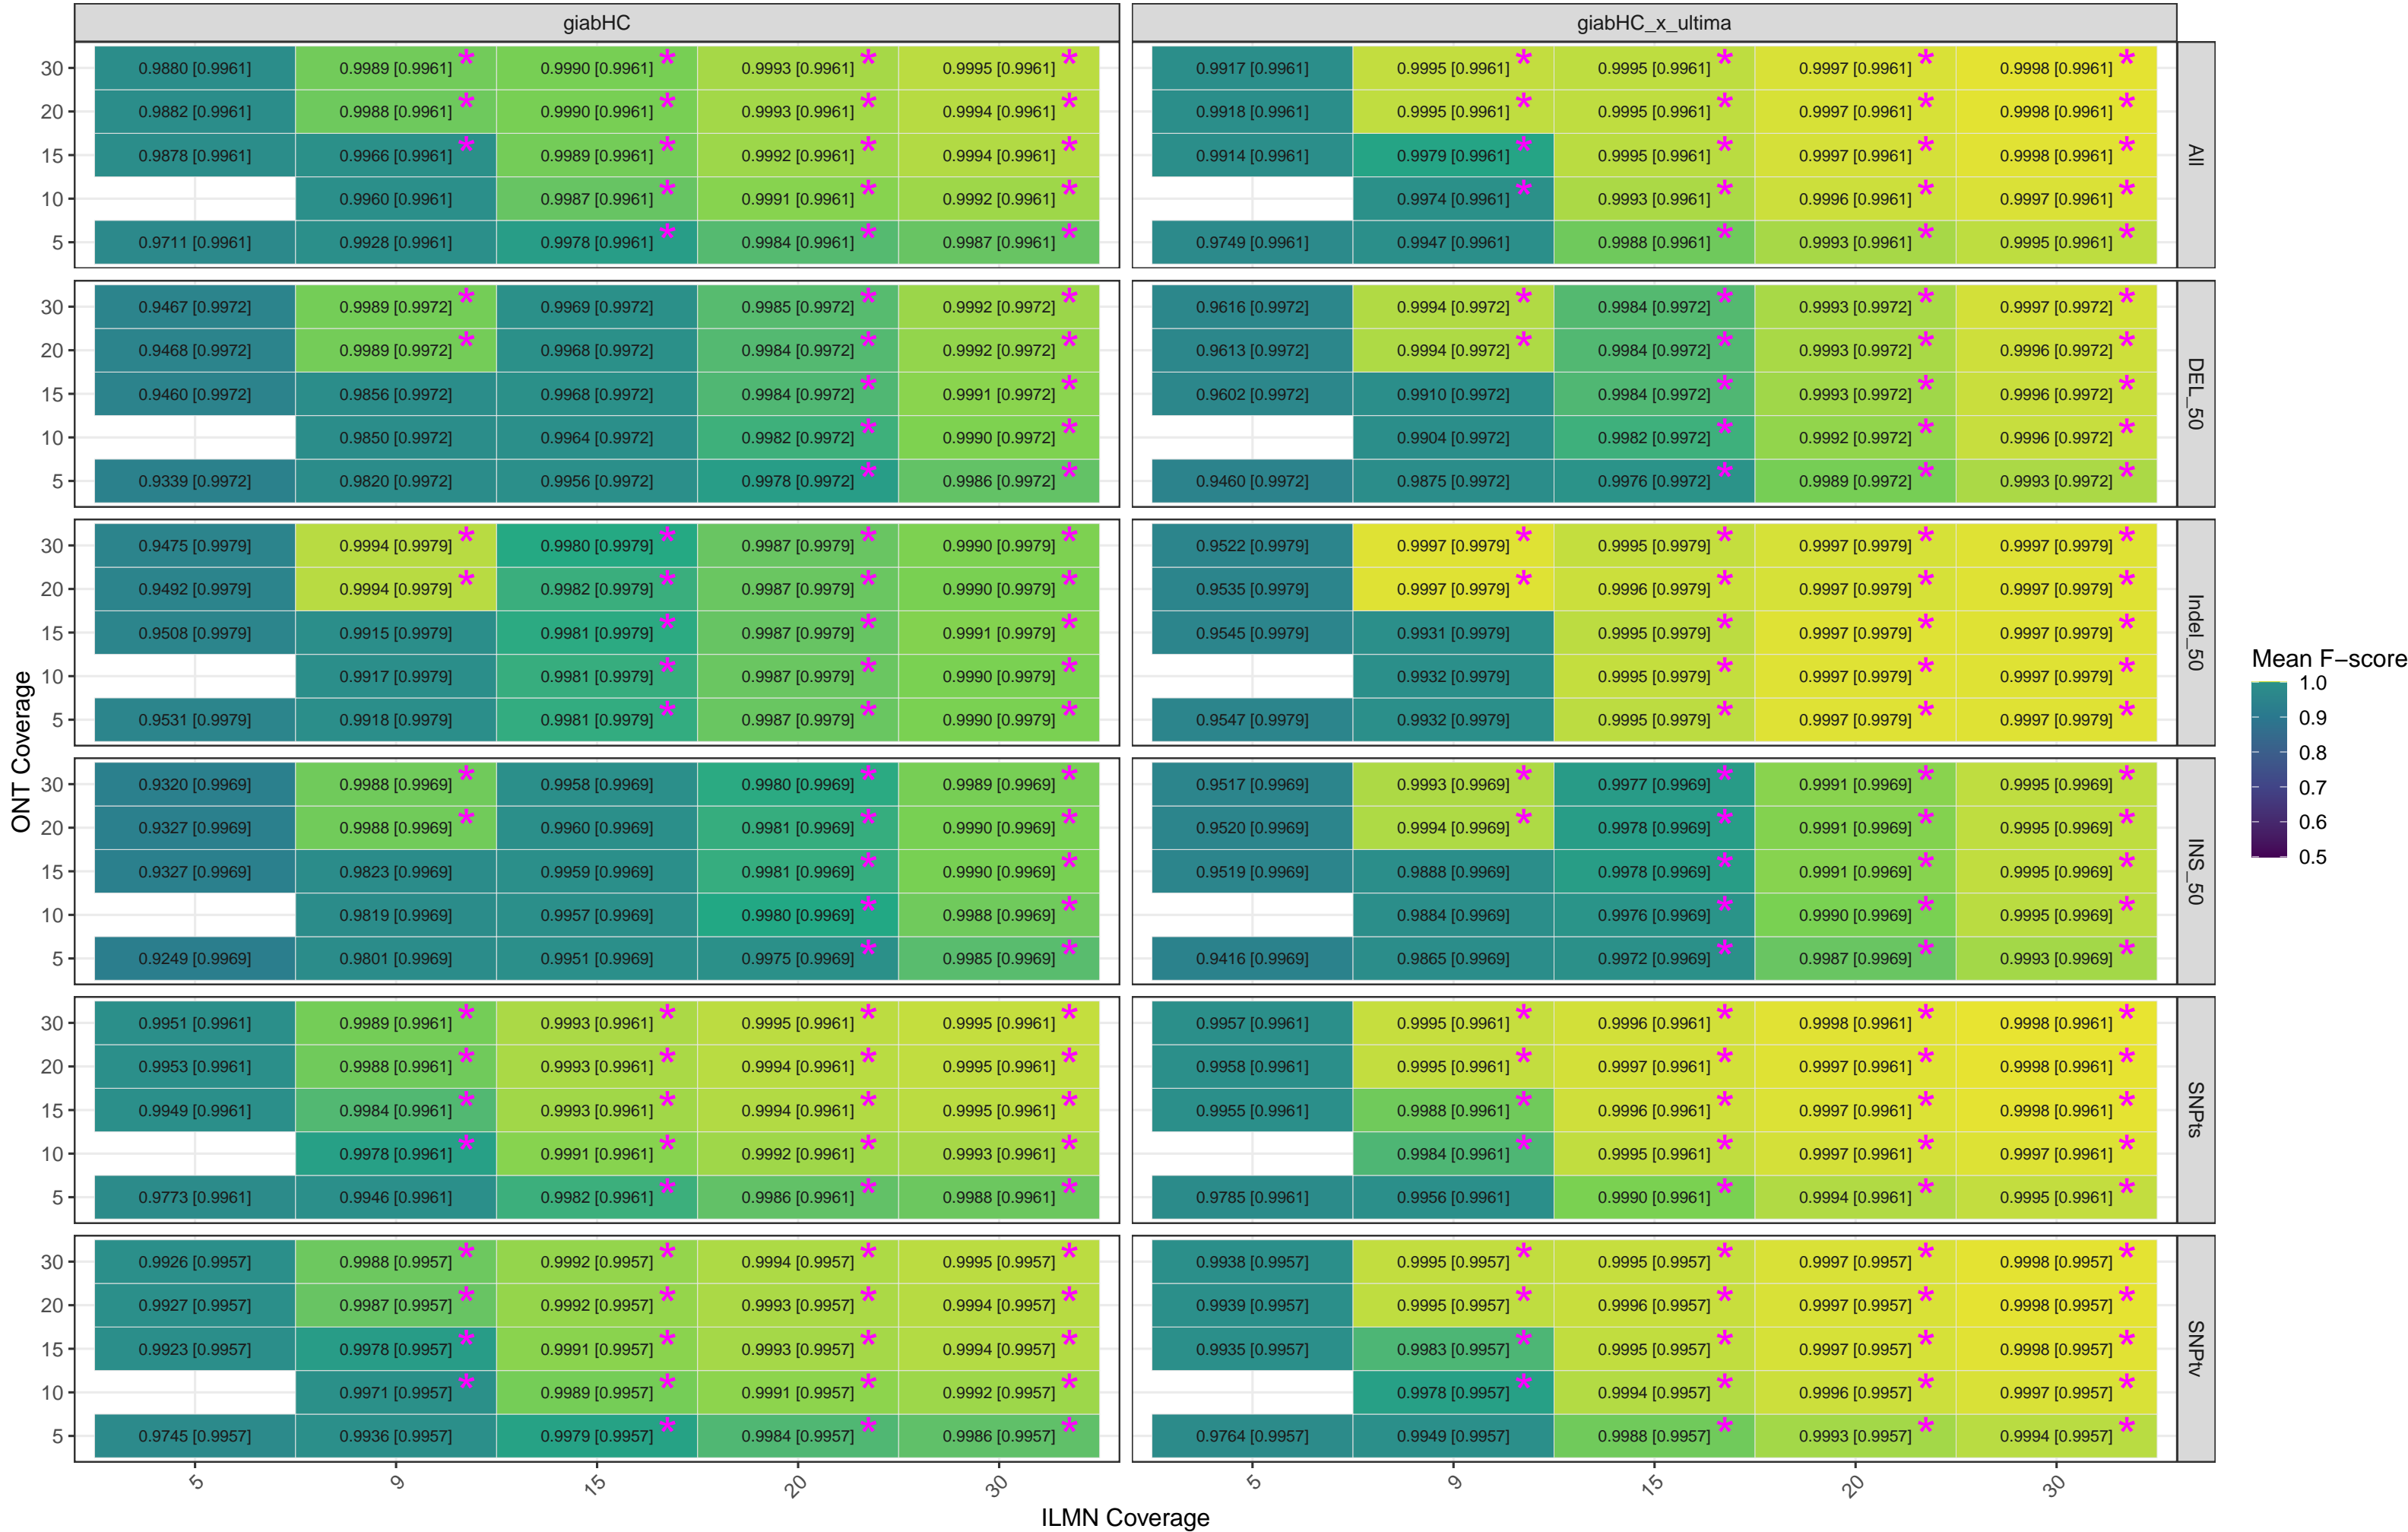 giabHC giabHC_x_ultima
30 0.9880 [0.9961] 0.9989 [0.9961] * 0.9990 [0.9961] * 0.9993 [0.9961] * 0.9995 [0.9961] * 0.9917 [0.9961] 0.9995 [0.9961] * 0.9995 [0.9961] * 0.9997 [0.9961] * 0.9998 [0.9961] *
20 0.9882 [0.9961] 0.9988 [0.9961] * 0.9990 [0.9961] * 0.9993 [0.9961] * 0.9994 [0.9961] * 0.9918 [0.9961] 0.9995 [0.9961] * 0.9995 [0.9961] * 0.9997 [0.9961] * 0.9998 [0.9961] *
15 0.9878 [0.9961] 0.9966 [0.9961] * 0.9989 [0.9961] * 0.9992 [0.9961] * 0.9994 [0.9961] * 0.9914 [0.9961] 0.9979 [0.9961] * 0.9995 [0.9961] * 0.9997 [0.9961] * 0.9998 [0.9961] *
All
10 0.9960 [0.9961] 0.9987 [0.9961] * 0.9991 [0.9961] * 0.9992 [0.9961] * 0.9974 [0.9961] * 0.9993 [0.9961] * 0.9996 [0.9961] * 0.9997 [0.9961] *
5 0.9711 [0.9961] 0.9928 [0.9961] 0.9978 [0.9961] * 0.9984 [0.9961] * 0.9987 [0.9961] * 0.9749 [0.9961] 0.9947 [0.9961] 0.9988 [0.9961] * 0.9993 [0.9961] * 0.9995 [0.9961] *
30 0.9467 [0.9972] 0.9989 [0.9972] * 0.9969 [0.9972] 0.9985 [0.9972] * 0.9992 [0.9972] * 0.9616 [0.9972] 0.9994 [0.9972] * 0.9984 [0.9972] * 0.9993 [0.9972] * 0.9997 [0.9972] *
20 0.9468 [0.9972] 0.9989 [0.9972] * 0.9968 [0.9972] 0.9984 [0.9972] * 0.9992 [0.9972] * 0.9613 [0.9972] 0.9994 [0.9972] * 0.9984 [0.9972] * 0.9993 [0.9972] * 0.9996 [0.9972] *
15 0.9460 [0.9972] 0.9856 [0.9972] 0.9968 [0.9972] 0.9984 [0.9972] * 0.9991 [0.9972] * 0.9602 [0.9972] 0.9910 [0.9972] 0.9984 [0.9972] * 0.9993 [0.9972] * 0.9996 [0.9972] *
DEL_50
10 0.9850 [0.9972] 0.9964 [0.9972] 0.9982 [0.9972] * 0.9990 [0.9972] * 0.9904 [0.9972] 0.9982 [0.9972] * 0.9992 [0.9972] * 0.9996 [0.9972] *
5 0.9339 [0.9972] 0.9820 [0.9972] 0.9956 [0.9972] 0.9978 [0.9972] * 0.9986 [0.9972] * 0.9460 [0.9972] 0.9875 [0.9972] 0.9976 [0.9972] * 0.9989 [0.9972] * 0.9993 [0.9972] *
30 0.9475 [0.9979] 0.9994 [0.9979] * 0.9980 [0.9979] * 0.9987 [0.9979] * 0.9990 [0.9979] * 0.9522 [0.9979] 0.9997 [0.9979] * 0.9995 [0.9979] * 0.9997 [0.9979] * 0.9997 [0.9979] *
20 0.9492 [0.9979] 0.9994 [0.9979] * 0.9982 [0.9979] * 0.9987 [0.9979] * 0.9990 [0.9979] * 0.9535 [0.9979] 0.9997 [0.9979] * 0.9996 [0.9979] * 0.9997 [0.9979] * 0.9997 [0.9979] *
15 0.9508 [0.9979] 0.9915 [0.9979] 0.9981 [0.9979] * 0.9987 [0.9979] * 0.9991 [0.9979] * 0.9545 [0.9979] 0.9931 [0.9979] 0.9995 [0.9979] * 0.9997 [0.9979] * 0.9997 [0.9979] *
Indel_50
10 0.9917 [0.9979] 0.9981 [0.9979] * 0.9987 [0.9979] * 0.9990 [0.9979] * 0.9932 [0.9979] 0.9995 [0.9979] * 0.9997 [0.9979] * 0.9997 [0.9979] *
5 0.9531 [0.9979] 0.9918 [0.9979] 0.9981 [0.9979] * 0.9987 [0.9979] * 0.9990 [0.9979] * 0.9547 [0.9979] 0.9932 [0.9979] 0.9995 [0.9979] * 0.9997 [0.9979] * 0.9997 [0.9979] *
30 0.9320 [0.9969] 0.9988 [0.9969] * 0.9958 [0.9969] 0.9980 [0.9969] * 0.9989 [0.9969] * 0.9517 [0.9969] 0.9993 [0.9969] * 0.9977 [0.9969] * 0.9991 [0.9969] * 0.9995 [0.9969] *
20 0.9327 [0.9969] 0.9988 [0.9969] * 0.9960 [0.9969] 0.9981 [0.9969] * 0.9990 [0.9969] * 0.9520 [0.9969] 0.9994 [0.9969] * 0.9978 [0.9969] * 0.9991 [0.9969] * 0.9995 [0.9969] *
15 0.9327 [0.9969] 0.9823 [0.9969] 0.9959 [0.9969] 0.9981 [0.9969] * 0.9990 [0.9969] * 0.9519 [0.9969] 0.9888 [0.9969] 0.9978 [0.9969] * 0.9991 [0.9969] * 0.9995 [0.9969] *
INS_50
10 0.9819 [0.9969] 0.9957 [0.9969] 0.9980 [0.9969] * 0.9988 [0.9969] * 0.9884 [0.9969] 0.9976 [0.9969] * 0.9990 [0.9969] * 0.9995 [0.9969] *
5 0.9249 [0.9969] 0.9801 [0.9969] 0.9951 [0.9969] 0.9975 [0.9969] * 0.9985 [0.9969] * 0.9416 [0.9969] 0.9865 [0.9969] 0.9972 [0.9969] * 0.9987 [0.9969] * 0.9993 [0.9969] *
30 0.9951 [0.9961] 0.9989 [0.9961] * 0.9993 [0.9961] * 0.9995 [0.9961] * 0.9995 [0.9961] * 0.9957 [0.9961] 0.9995 [0.9961] * 0.9996 [0.9961] * 0.9998 [0.9961] * 0.9998 [0.9961] *
20 0.9953 [0.9961] 0.9988 [0.9961] * 0.9993 [0.9961] * 0.9994 [0.9961] * 0.9995 [0.9961] * 0.9958 [0.9961] 0.9995 [0.9961] * 0.9997 [0.9961] * 0.9997 [0.9961] * 0.9998 [0.9961] *
15 0.9949 [0.9961] 0.9984 [0.9961] * 0.9993 [0.9961] * 0.9994 [0.9961] * 0.9995 [0.9961] * 0.9955 [0.9961] 0.9988 [0.9961] * 0.9996 [0.9961] * 0.9997 [0.9961] * 0.9998 [0.9961] *
SNPts
10 0.9978 [0.9961] * 0.9991 [0.9961] * 0.9992 [0.9961] * 0.9993 [0.9961] * 0.9984 [0.9961] * 0.9995 [0.9961] * 0.9997 [0.9961] * 0.9997 [0.9961] *
5 0.9773 [0.9961] 0.9946 [0.9961] 0.9982 [0.9961] * 0.9986 [0.9961] * 0.9988 [0.9961] * 0.9785 [0.9961] 0.9956 [0.9961] 0.9990 [0.9961] * 0.9994 [0.9961] * 0.9995 [0.9961] *
30 0.9926 [0.9957] 0.9988 [0.9957] * 0.9992 [0.9957] * 0.9994 [0.9957] * 0.9995 [0.9957] * 0.9938 [0.9957] 0.9995 [0.9957] * 0.9995 [0.9957] * 0.9997 [0.9957] * 0.9998 [0.9957] *
20 0.9927 [0.9957] 0.9987 [0.9957] * 0.9992 [0.9957] * 0.9993 [0.9957] * 0.9994 [0.9957] * 0.9939 [0.9957] 0.9995 [0.9957] * 0.9996 [0.9957] * 0.9997 [0.9957] * 0.9998 [0.9957] *
15 0.9923 [0.9957] 0.9978 [0.9957] * 0.9991 [0.9957] * 0.9993 [0.9957] * 0.9994 [0.9957] * 0.9935 [0.9957] 0.9983 [0.9957] * 0.9995 [0.9957] * 0.9997 [0.9957] * 0.9998 [0.9957] *
SNPtv
10 0.9971 [0.9957] * 0.9989 [0.9957] * 0.9991 [0.9957] * 0.9992 [0.9957] * 0.9978 [0.9957] * 0.9994 [0.9957] * 0.9996 [0.9957] * 0.9997 [0.9957] *
5 0.9745 [0.9957] 0.9936 [0.9957] 0.9979 [0.9957] * 0.9984 [0.9957] * 0.9986 [0.9957] * 0.9764 [0.9957] 0.9949 [0.9957] 0.9988 [0.9957] * 0.9993 [0.9957] * 0.9994 [0.9957] *
5 9 15 20 30 5 9 15 20 30
ILMN Coverage
ONT Coverage
Mean F−score
1.0
0.9
0.8
0.7
0.6
0.5